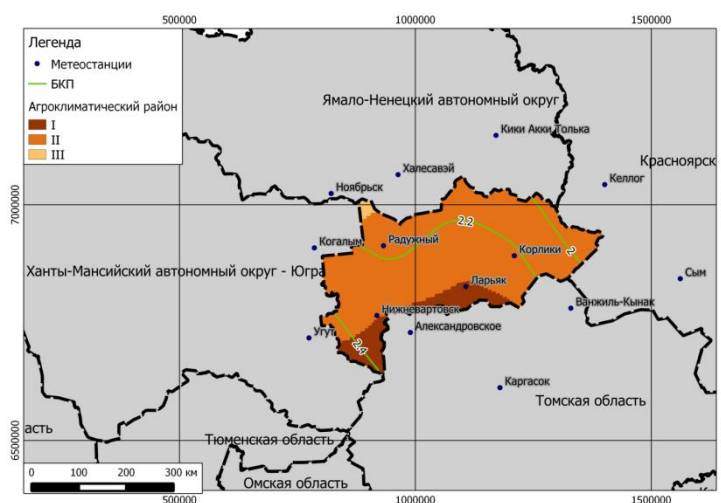 500000
1000000
1500000
Легенда
Метеостанции
БКП
Агроклиматический район
I
II
III
Ямало-Ненецкий автономный округ
Кики Акки Толька
Красноярск
Халесавэй
Келлог
Ноябрьск
7000000
7000000
2.2
Когалым
Радужный
Корлики
2
Ханты-Мансийский автономный округ - Югра
Ларьяк
Сым
Нижневартовск
Ванжиль-Кынак
Угут
Александровское
2.4
Каргасок
Томская область
асть
Тюменская область
6500000
6500000
0 100 200 300 км
Омская область
500000
1000000
1500000